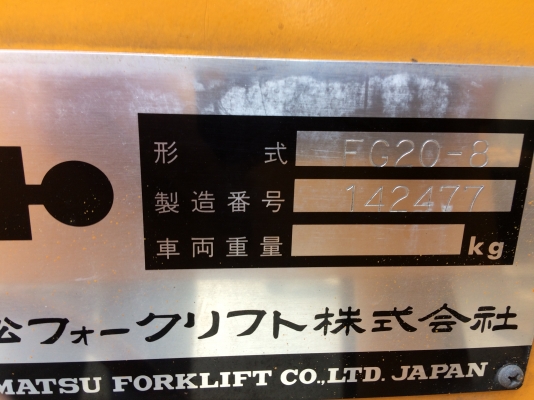 形 式 FG20-8
製造番号 142477
車両重量 kg
松フォークリフト株式会社
MATSU FORKLIFT CO.,LTD. JAPAN